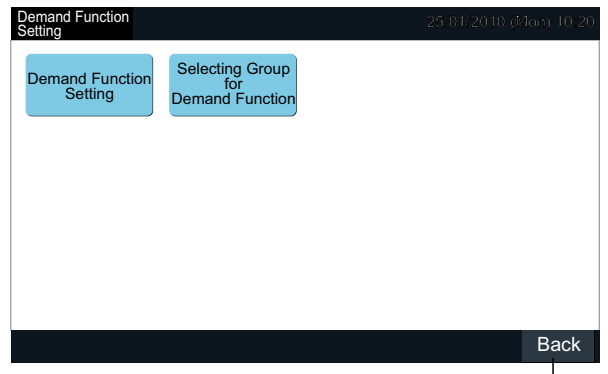 Demand Function
Setting
25/01/2010 (Mon) 10:20
Demand Function
Setting
Selecting Group
for
Demand Function
Back